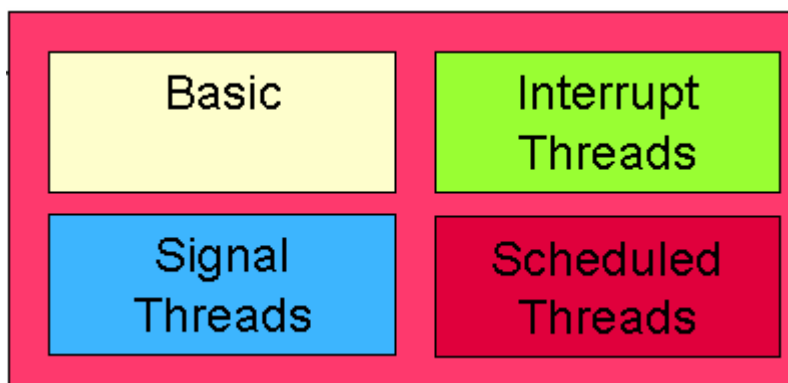 Basic
Interrupt
Threads
Signal
Threads
Scheduled
Threads